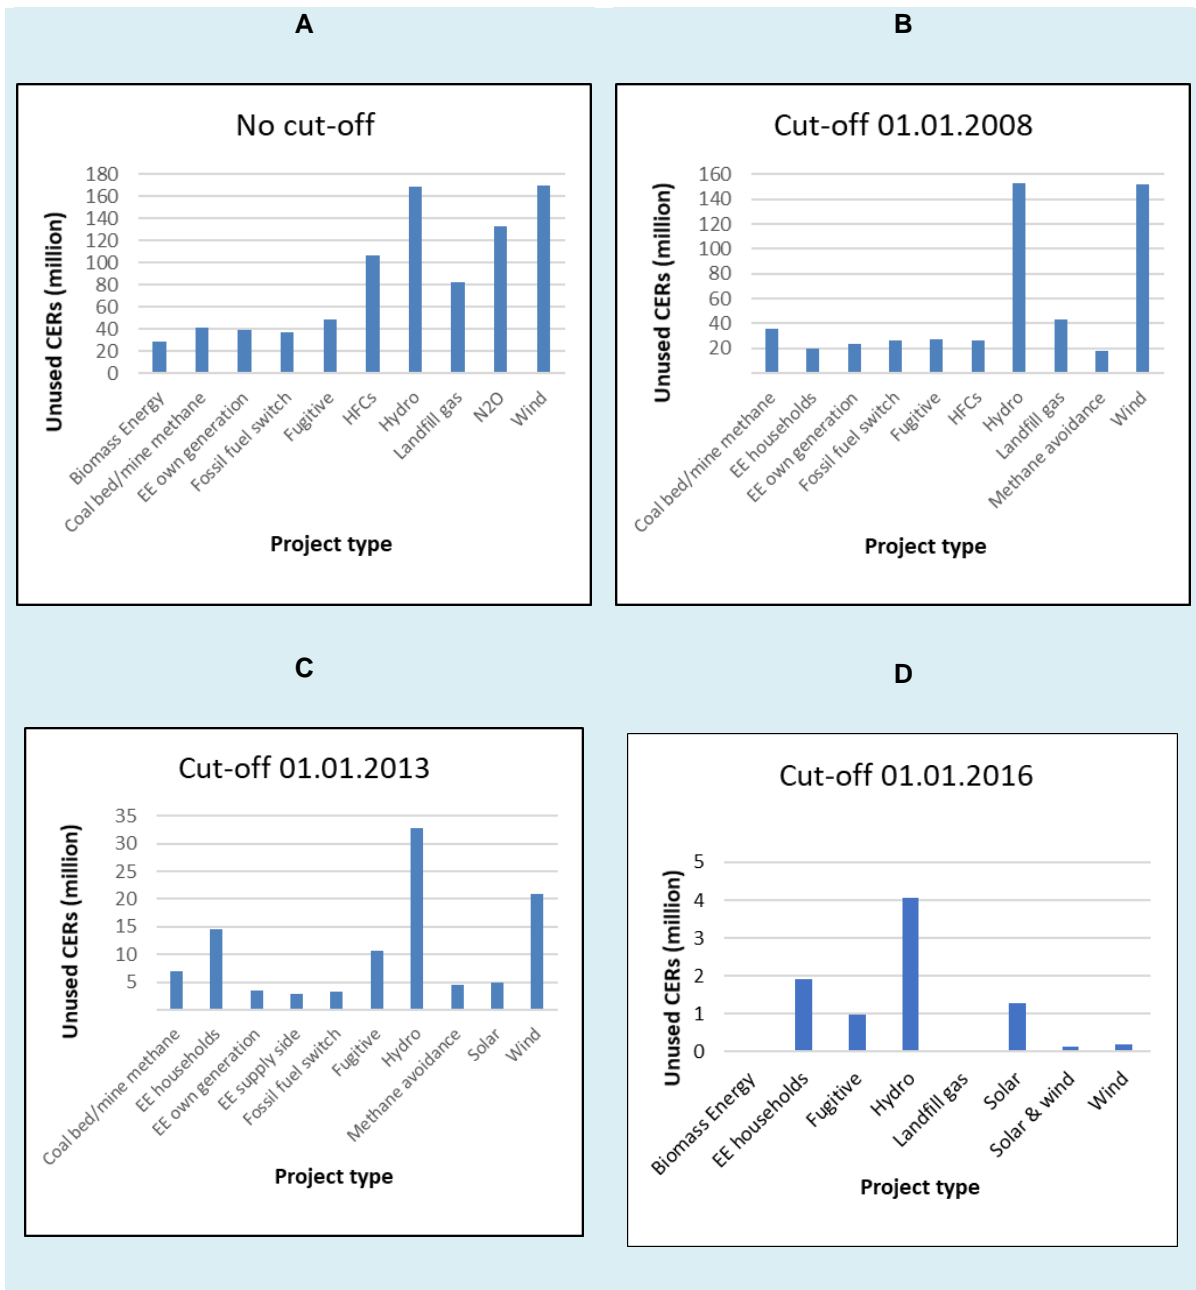 A
No cut-off
Unused CERs (million)
180
160
140
120
100
80
60
40
20
0
Biomass Energy
Coal bed/mine methane
EE own generation
Fossil fuel switch
Fugitive
HFCs
Hydro
Landfill gas
N2O
Wind
Project type
B
Cut-off 01.01.2008
Unused CERs (million)
160
140
120
100
80
60
40
20
Coal bed/mine methane
EE households
EE own generation
Fossil fuel switch
Fugitive
HFCs
Hydro
Landfill gas
Methane avoidance
Wind
Project type
C
Cut-off 01.01.2013
Unused CERs (million)
35
30
25
20
15
10
5
Coal bed/mine methane
EE households
EE own generation
EE supply side
Fossil fuel switch
Fugitive
Hydro
Methane avoidance
Solar
Wind
Project type
D
Cut-off 01.01.2016
Unused CERs (million)
5
4
3
2
1
0
Biomass Energy
EE households
Fugitive
Hydro
Landfill gas
Solar
Solar & wind
Wind
Project type